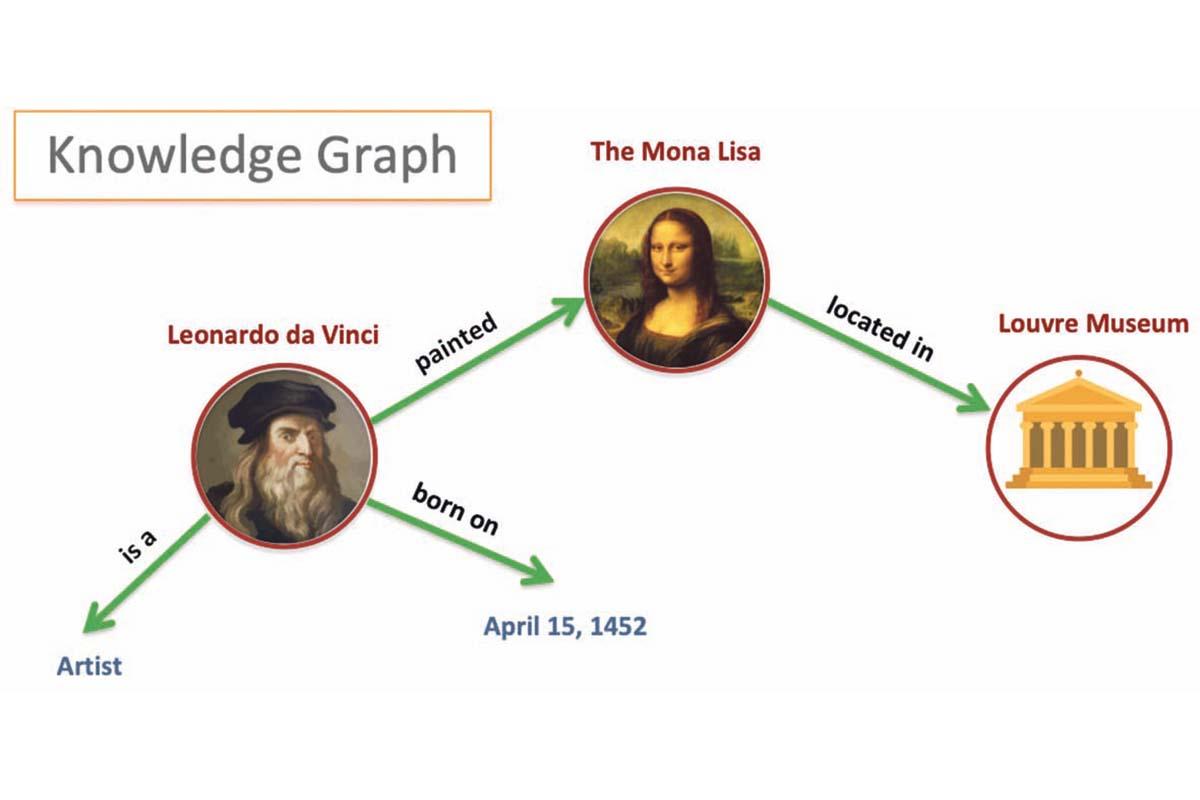 Knowledge Graph
The Mona Lisa
painted
located in
Louvre Museum
Leonardo da Vinci
is a
born on
April 15, 1452
Artist